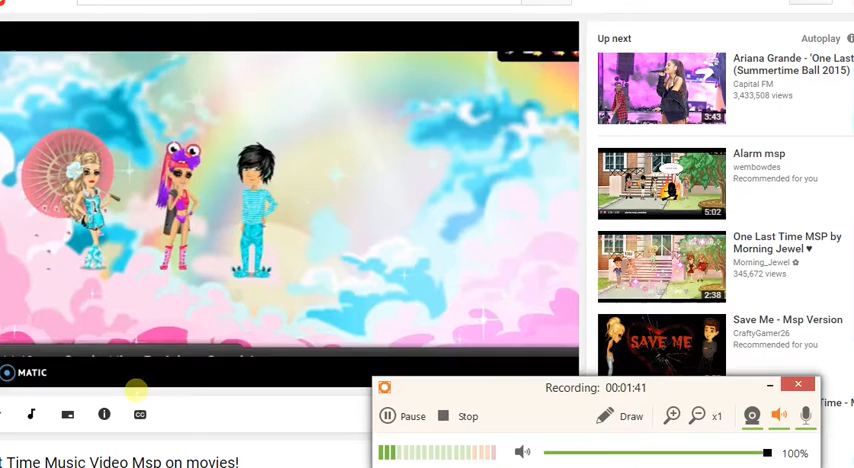 Up next
Autoplay
Ariana Grande - 'One Last
(Summertime Ball 2015)
Capital FM
3,433,508 views
3:43
Alarm msp
wembowdes
Recommended for you
5:02
One Last Time MSP by
Morning Jewel ♥
Morning_Jewel
345,672 views
2:38
Save Me - Msp Version
CraftyGamer26
Recommended for you
SAVE ME
MATIC
CC
Recording: 00:01:41
Pause
Stop
Draw
x1
100%
Time - M
t Time Music Video Msp on movies!